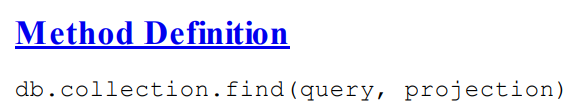 Method Definition
db.collection.find(query, projection)